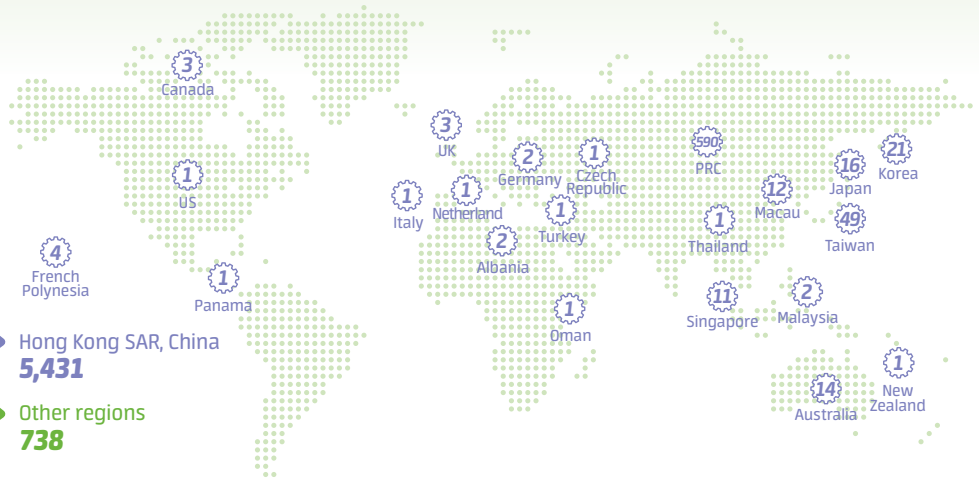 3
Canada
3
UK
590
PRC
21
Korea
2
Germany
1
Czech
Republic
16
Japan
1
US
1
Italy
1
Netherland
12
Macau
1
Turkey
1
Thailand
49
Taiwan
2
Albania
4
French
Polynesia
1
Panama
11
Singapore
2
Malaysia
1
Oman
Hong Kong SAR, China
5,431
1
New
Zealand
14
Australia
Other regions
738